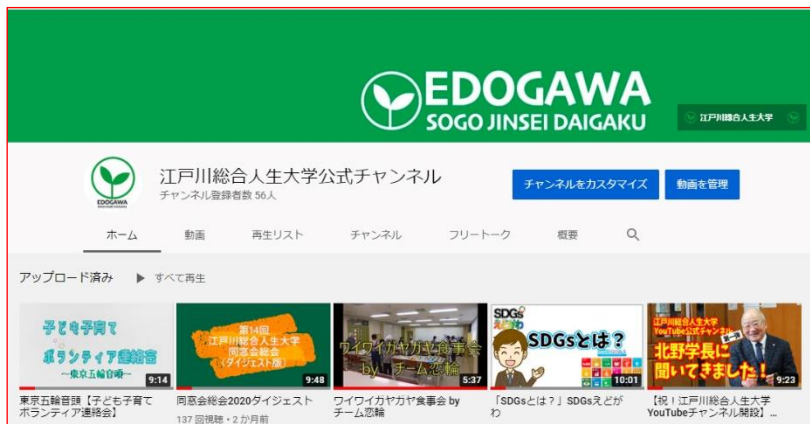 EDOGAWA
SOGO JINSEI DAIGAKU
江戸川総合人生大学
EDOGAWA
江戸川総合人生大学公式チャンネル
チャンネル登録者数 56人
チャンネルをカスタマイズ
動画を管理
ホーム
動画
再生リスト
チャンネル
フリートーク
概要
アップロード済み
すべて再生
子ども子育て
ボランティア連絡会
~東京五輪音頭~
9:14
第14回
江戸川総合人生大学
同窓会総会
(ダイジェスト版)
9:48
ワイワイガヤガヤ食事会
by チーム恋輪
5:37
SDGs
えどがわ
SDGsとは?
10:01
江戸川総合人生大学
YouTube公式チャンネル
第一弾
北野学長に
聞いてきました!
9:23
東京五輪音頭【子ども子育て
ボランティア連絡会】
同窓会総会2020ダイジェスト
137 回視聴・2 か月前
ワイワイガヤガヤ食事会 by
チーム恋輪
「SDGsとは?」SDGsえどが
わ
【祝!江戸川総合人生大学
YouTubeチャンネル開設】...